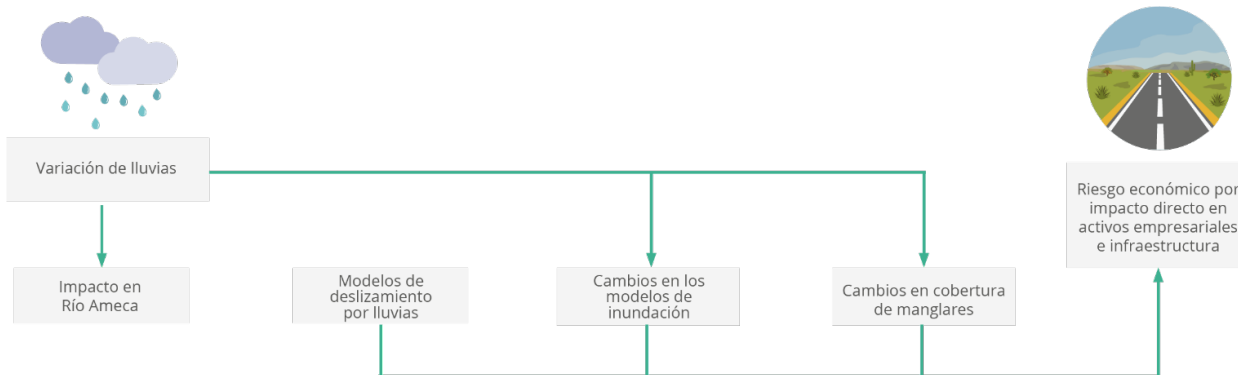 Variación de lluvias
Riesgo económico por
impacto directo en
activos empresariales
e infraestructura
Impacto en
Río Ameca
Modelos de
deslizamiento
por lluvias
Cambios en los
modelos de
inundación
Cambios en cobertura
de manglares